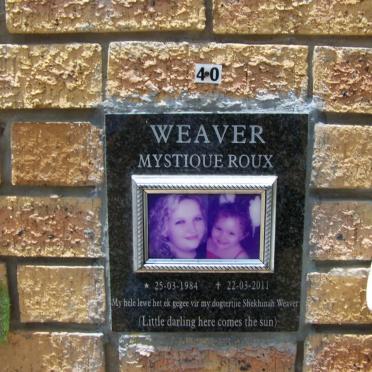 40
WEAVER
MYSTIQUE ROUX
★ 25-03-1984 ✝ 22-03-2011
My hele lewe het ek gegee vir my dogtertjie Shekhinah Weaver
(Little darling here comes the sun)